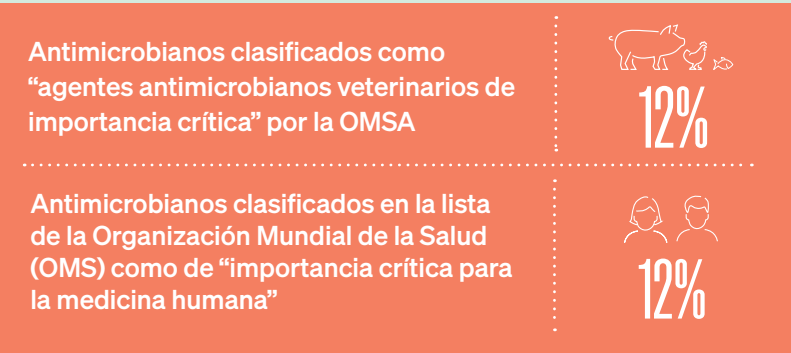 Antimicrobianos clasificados como
“agentes antimicrobianos veterinarios de
importancia crítica” por la OMSA
12%
Antimicrobianos clasificados en la lista
de la Organización Mundial de la Salud
(OMS) como de “importancia crítica para
la medicina humana”
12%